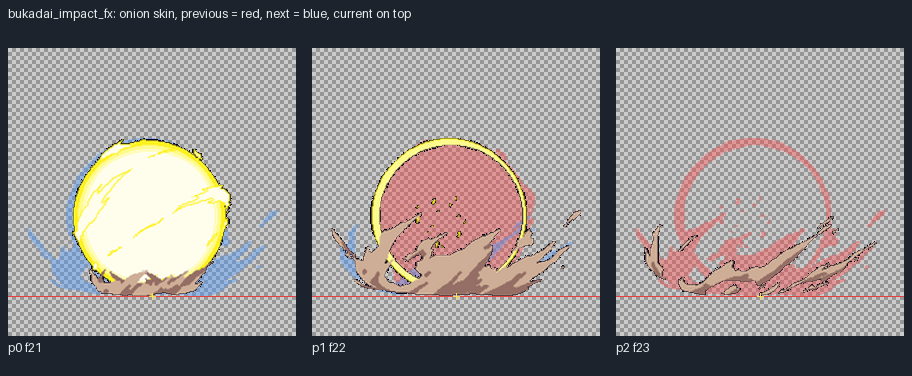 bukadai_impact_fx: onion skin, previous = red, next = blue, current on top
p0 f21
p1 f22
p2 f23